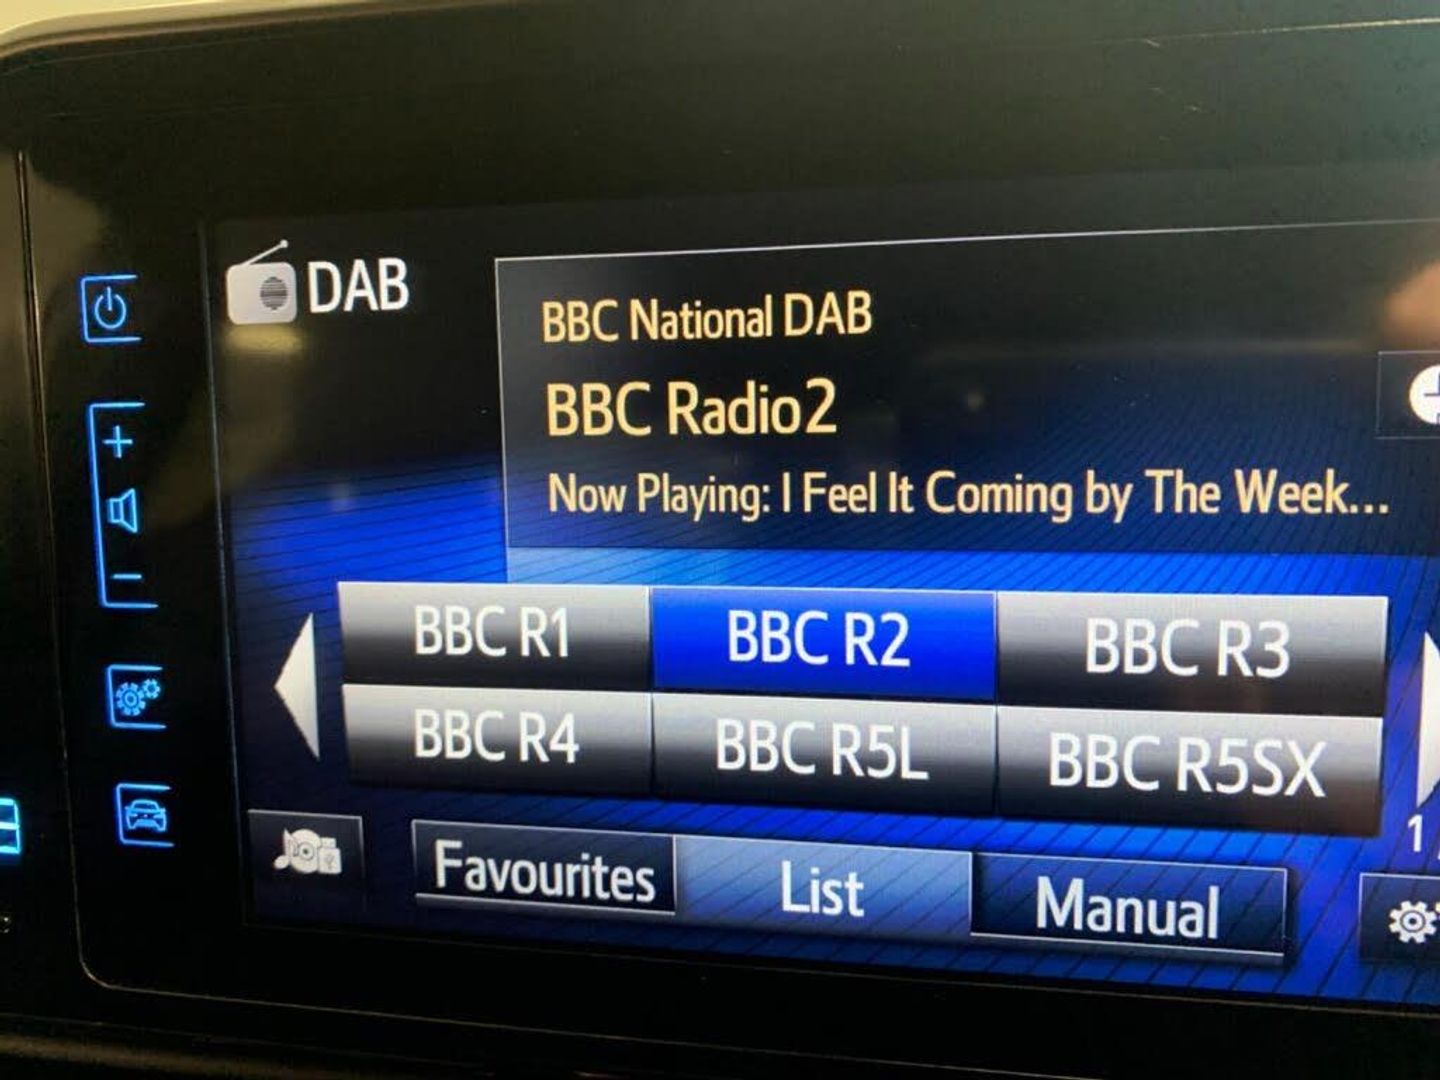 DAB
BBC National DAB
BBC Radio2
Now Playing: I Feel It Coming by The Week...
BBC R1
BBC R2
BBC R3
BBC R4
BBC R5L
BBC R5SX
1
Favourites
List
Manual